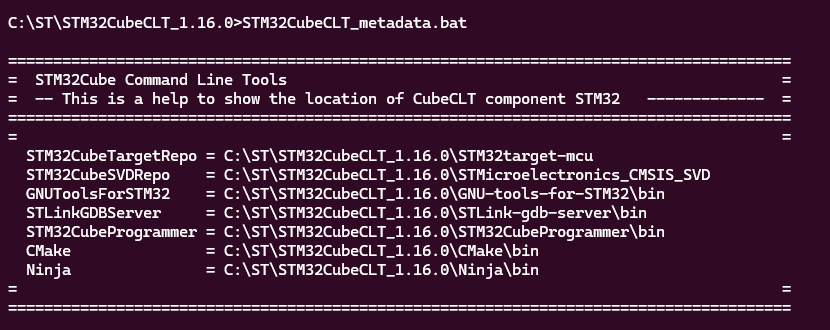 C:\ST\STM32CubeCLT_1.16.0>STM32CubeCLT_metadata.bat
=======================================================================================
=  STM32Cube Command Line Tools                                                       =
=  -- This is a help to show the location of CubeCLT component STM32   -------------  =
=======================================================================================
=                                                                                     =
  STM32CubeTargetRepo = C:\ST\STM32CubeCLT_1.16.0\STM32target-mcu
  STM32CubeSVDRepo    = C:\ST\STM32CubeCLT_1.16.0\STMicroelectronics_CMSIS_SVD
  GNUToolsForSTM32    = C:\ST\STM32CubeCLT_1.16.0\GNU-tools-for-STM32\bin
  STLinkGDBServer     = C:\ST\STM32CubeCLT_1.16.0\STLink-gdb-server\bin
  STM32CubeProgrammer = C:\ST\STM32CubeCLT_1.16.0\STM32CubeProgrammer\bin
  CMake               = C:\ST\STM32CubeCLT_1.16.0\CMake\bin
  Ninja               = C:\ST\STM32CubeCLT_1.16.0\Ninja\bin
=                                                                                     =
=======================================================================================